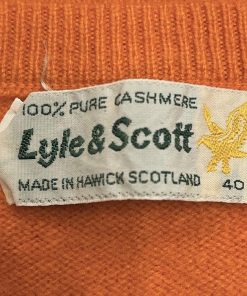 100% PURE CASHMERE
Lyle & Scott
MADE IN HAWICK SCOTLAND
40